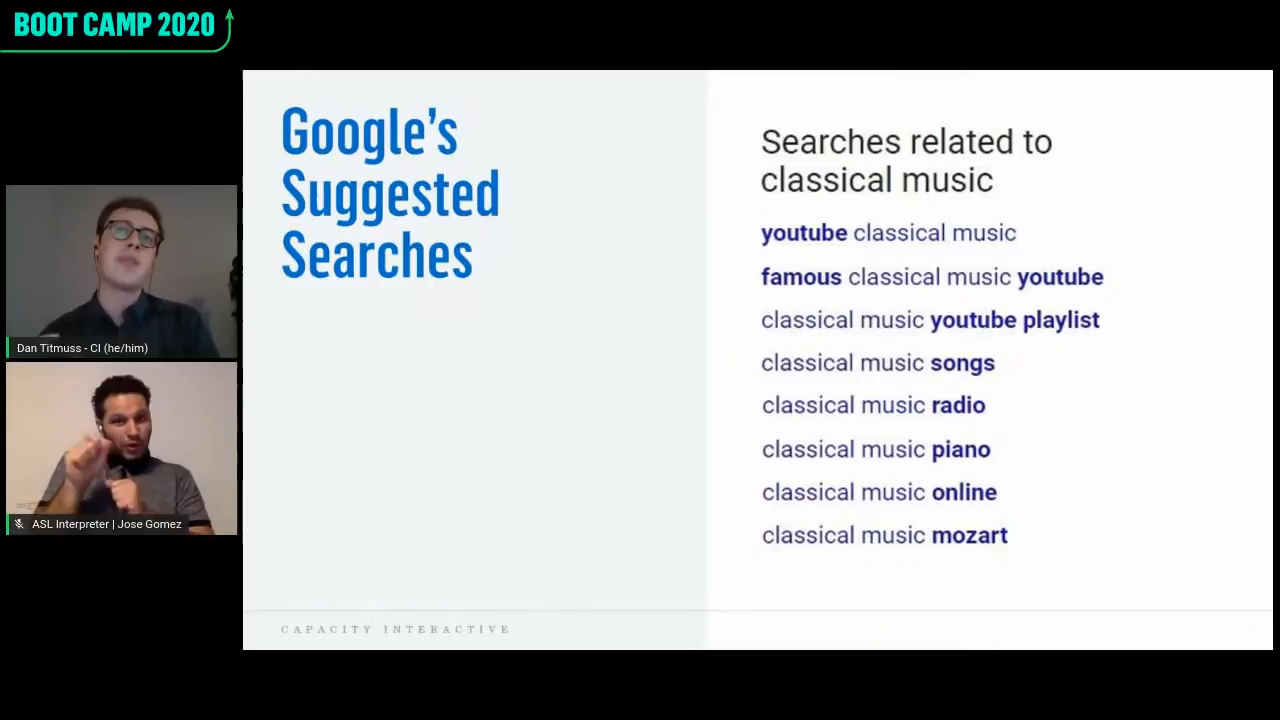 BOOT CAMP 2020
Google's
Suggested
Searches
Searches related to
classical music
youtube classical music
famous classical music youtube
classical music youtube playlist
classical music songs
classical music radio
classical music piano
classical music online
classical music mozart
Dan Titmuss - CI (he/him)
ASL Interpreter | Jose Gomez
CAPACITY INTERACTIVE